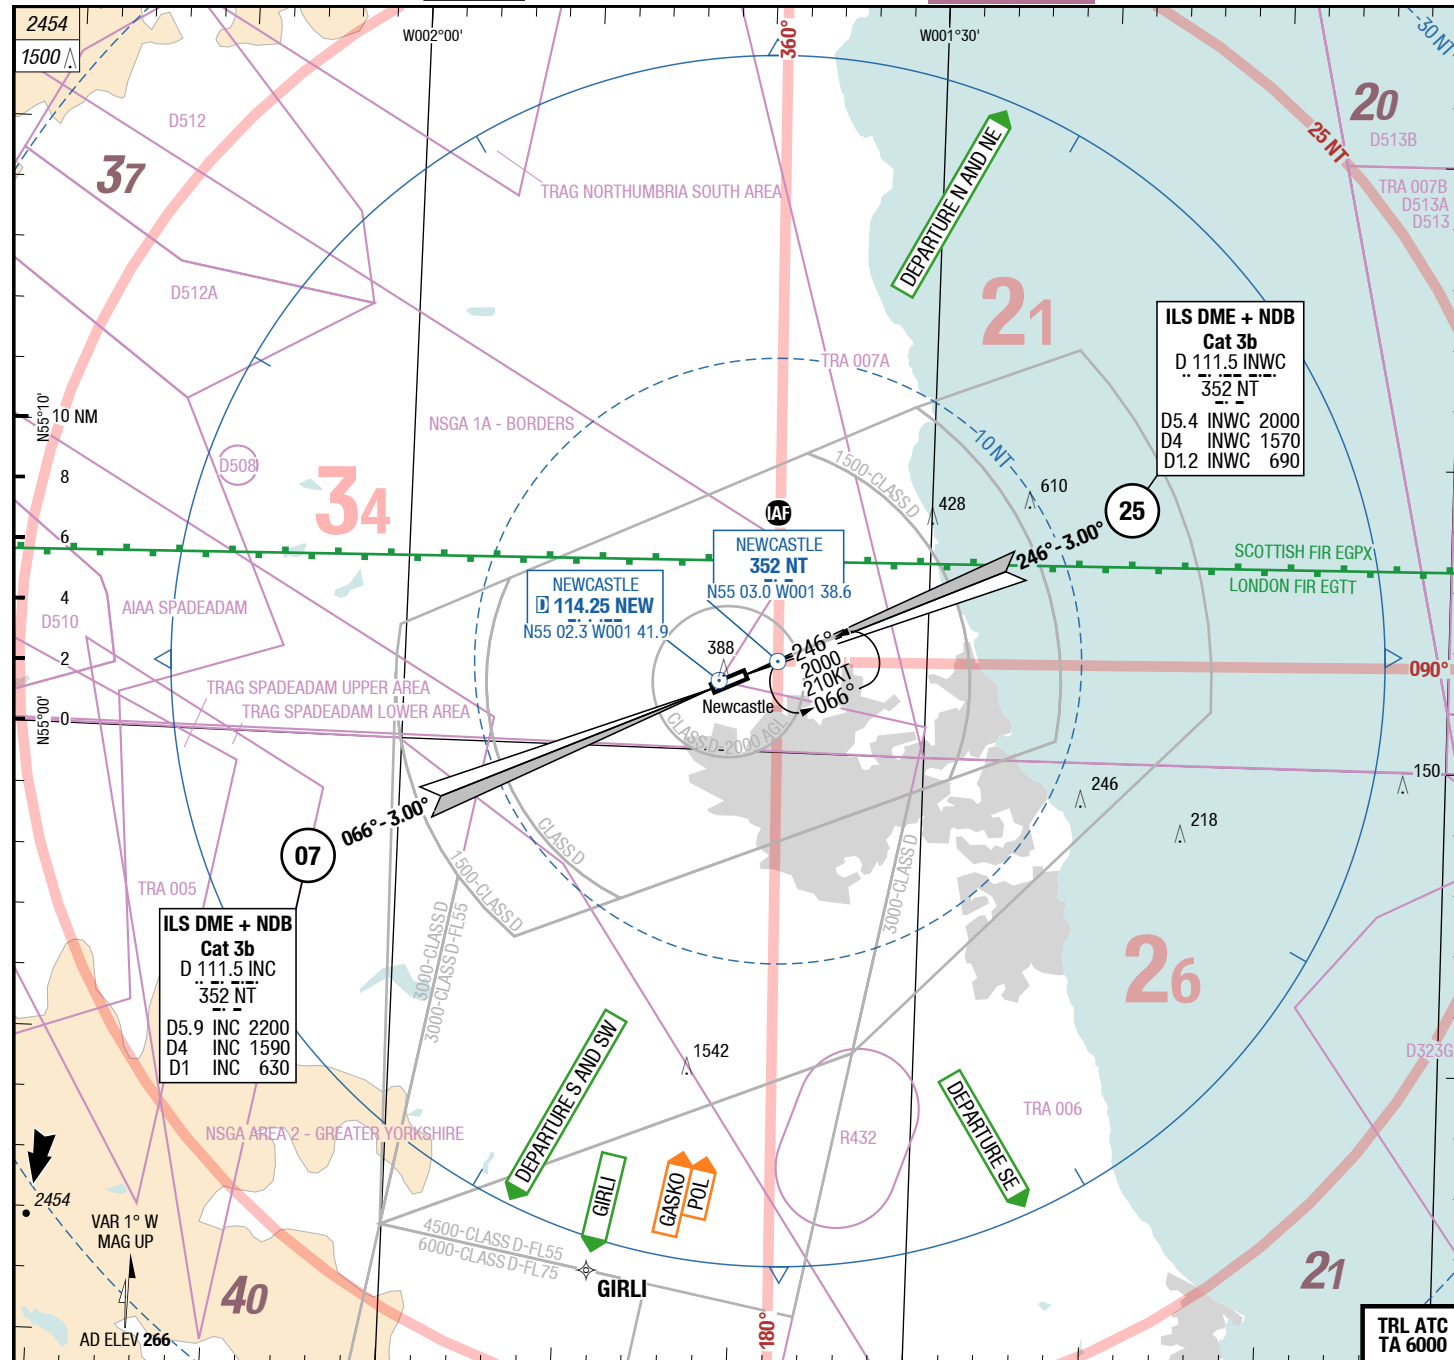 2454
1500
W002°00'
360°
W001°30'
30 NT
D512
37
TRAG NORTHUMBRIA SOUTH AREA
DEPARTURE N AND NE
25 NT
20
D513B
TRA 007B
D513A
D513
D512A
21
TRA 007A
ILS DME + NDB
Cat 3b
D 111.5 INWC
352 NT
D5.4 INWC 2000
D4 INWC 1570
D1.2 INWC 690
N55°10'
10 NM
8
6
4
2
0
N55°00'
NSGA 1A - BORDERS
D508
34
10 NT
1500-CLASS D
428
610
25
246°-3.00°
IAF
NEWCASTLE
352 NT
N55 03.0 W001 38.6
NEWCASTLE
D 114.25 NEW
N55 02.3 W001 41.9
SCOTTISH FIR EGPX
LONDON FIR EGTT
AIAA SPADEADAM
D510
388
246°
2000
210KT
066°
090°
Newcastle
CLASS D-2000 AGL
TRAG SPADEADAM UPPER AREA
TRAG SPADEADAM LOWER AREA
150
246
218
066°-3.00°
07
CLASS D
1500-CLASS D
3000-CLASS D
3000-CLASS D-FL55
3000-CLASS D
TRA 005
ILS DME + NDB
Cat 3b
D 111.5 INC
352 NT
D5.9 INC 2200
D4 INC 1590
D1 INC 630
26
DEPARTURE S AND SW
1542
D323G
TRA 006
R432
DEPARTURE SE
NSGA AREA 2 - GREATER YORKSHIRE
GIRLI
GASKO
POL
2454
VAR 1° W
MAG UP
4500-CLASS D-FL55
6000-CLASS D-FL75
GIRLI
40
21
AD ELEV 266
180°
TRL ATC
TA 6000